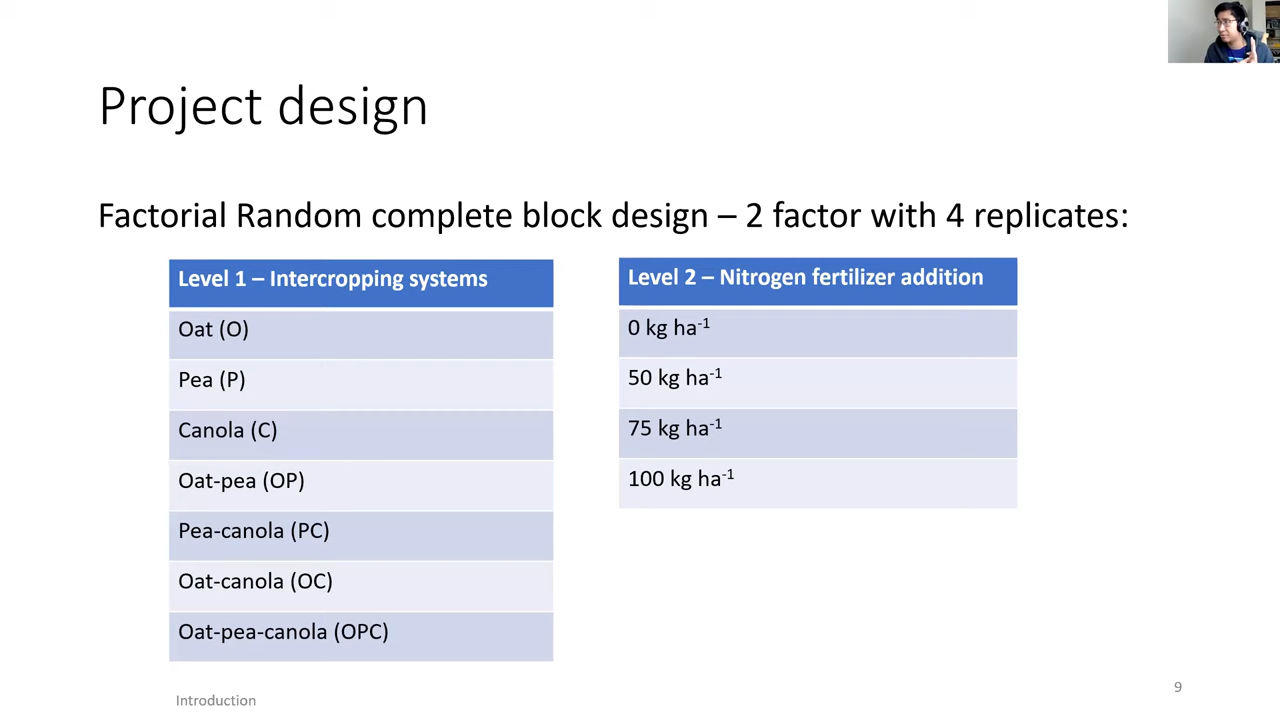 Project design
Factorial Random complete block design – 2 factor with 4 replicates:
Level 1 – Intercropping systems
Oat (O)
Pea (P)
Canola (C)
Oat-pea (OP)
Pea-canola (PC)
Oat-canola (OC)
Oat-pea-canola (OPC)
Level 2 – Nitrogen fertilizer addition
0 kg ha⁻¹
50 kg ha⁻¹
75 kg ha⁻¹
100 kg ha⁻¹
Introduction
9